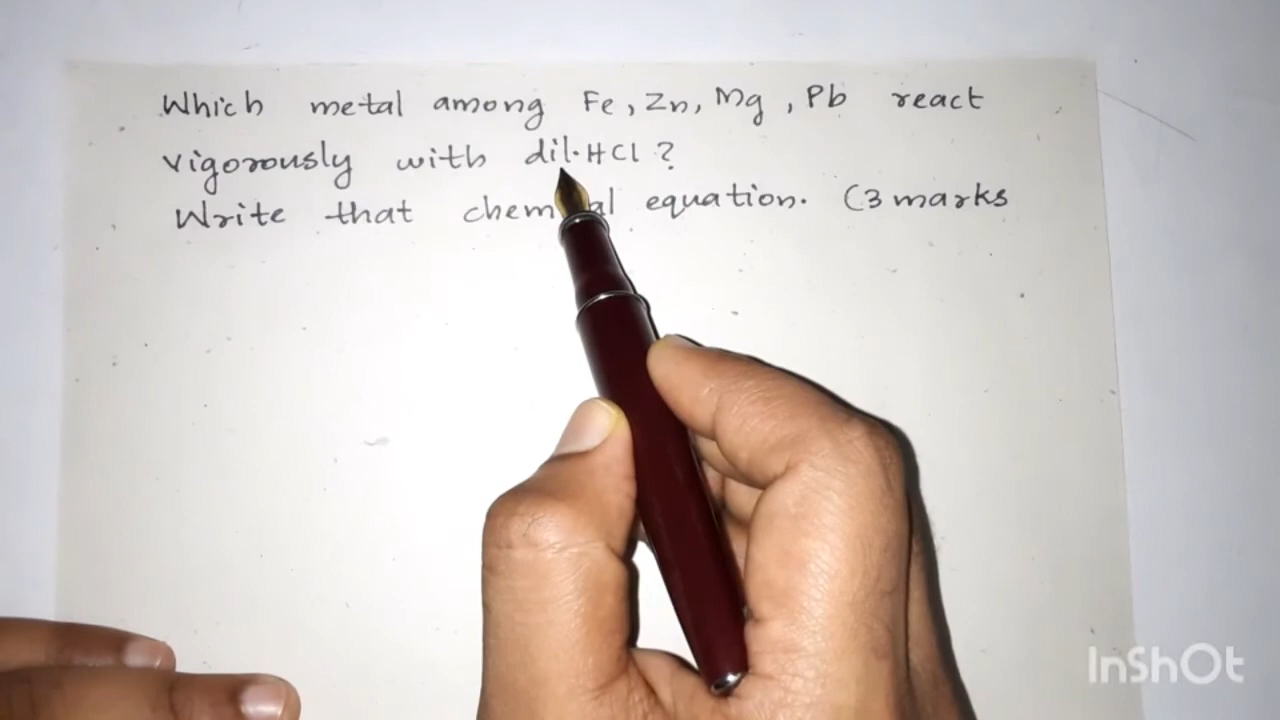 Which metal among Fe, Zn, Mg, Pb react
vigorously with dil. HCl ?
Write that equation. (3 marks
InShOt